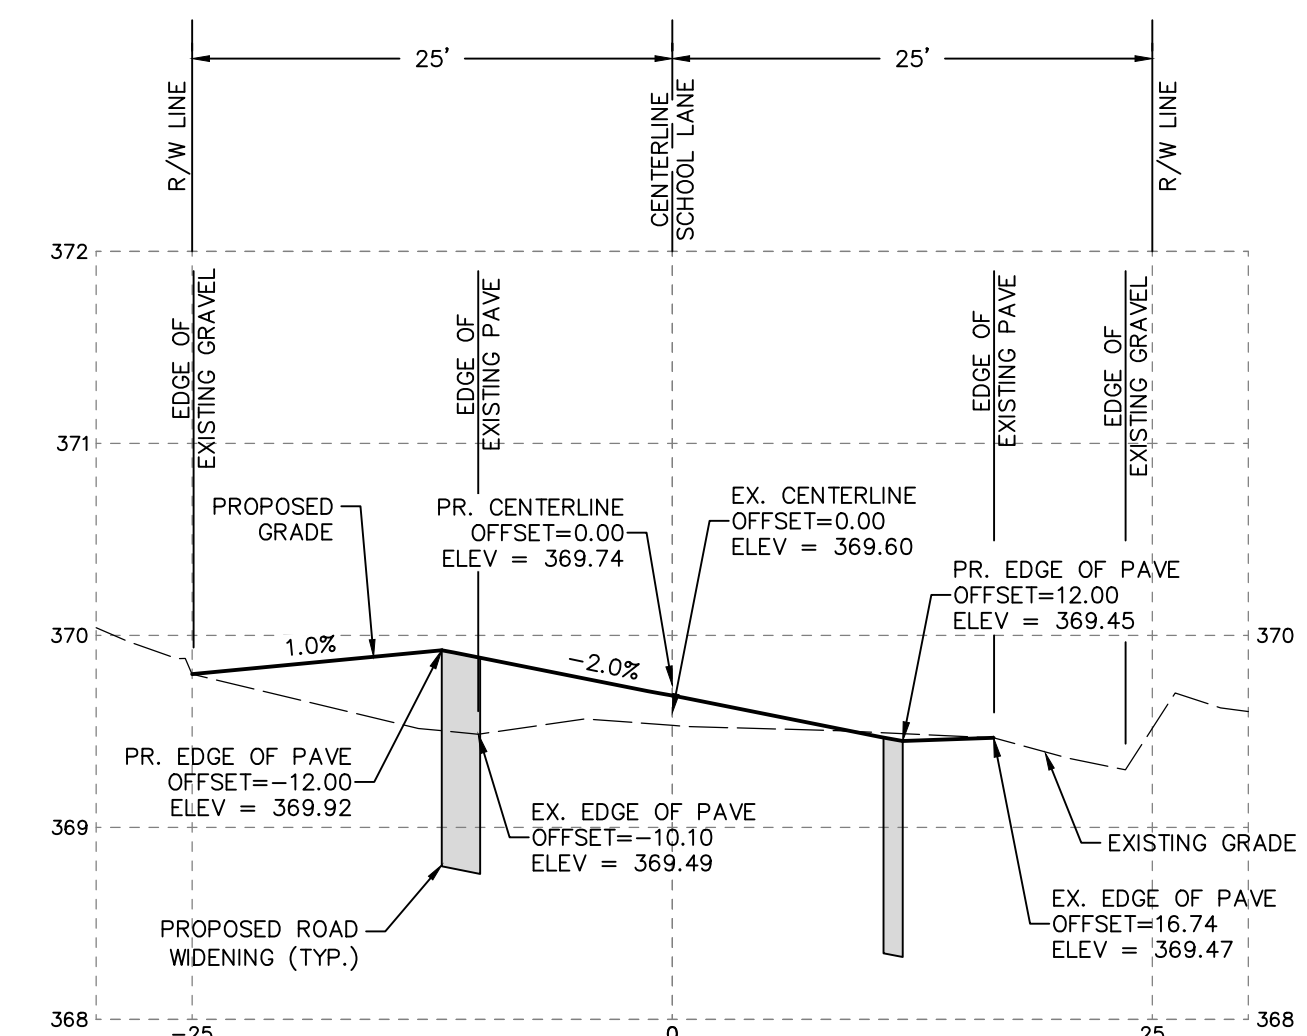 25'
25'
R/W LINE
CENTERLINE
SCHOOL LANE
R/W LINE
372
EDGE OF
EXISTING GRAVEL
EDGE OF
EXISTING PAVE
EDGE OF
EXISTING PAVE
EDGE OF
EXISTING GRAVEL
371
PROPOSED
GRADE
PR. CENTERLINE
OFFSET=0.00
ELEV = 369.74
EX. CENTERLINE
OFFSET=0.00
ELEV = 369.60
PR. EDGE OF PAVE
OFFSET=12.00
ELEV = 369.45
370
370
1.0%
-2.0%
PR. EDGE OF PAVE
OFFSET=-12.00
ELEV = 369.92
EX. EDGE OF PAVE
OFFSET=-10.10
ELEV = 369.49
369
EXISTING GRADE
PROPOSED ROAD
WIDENING (TYP.)
EX. EDGE OF PAVE
OFFSET=16.74
ELEV = 369.47
368
368
-25
0
25